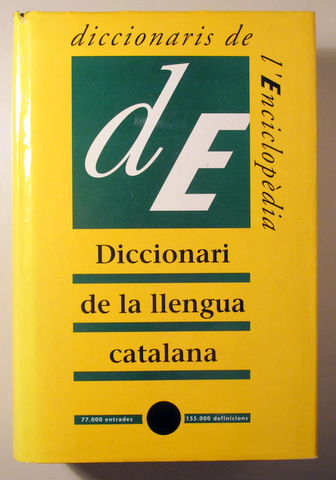 diccionaris de
l'Enciclopèdia
dE
Diccionari
de la llengua
catalana
77.000 entrades
155.000 definicions